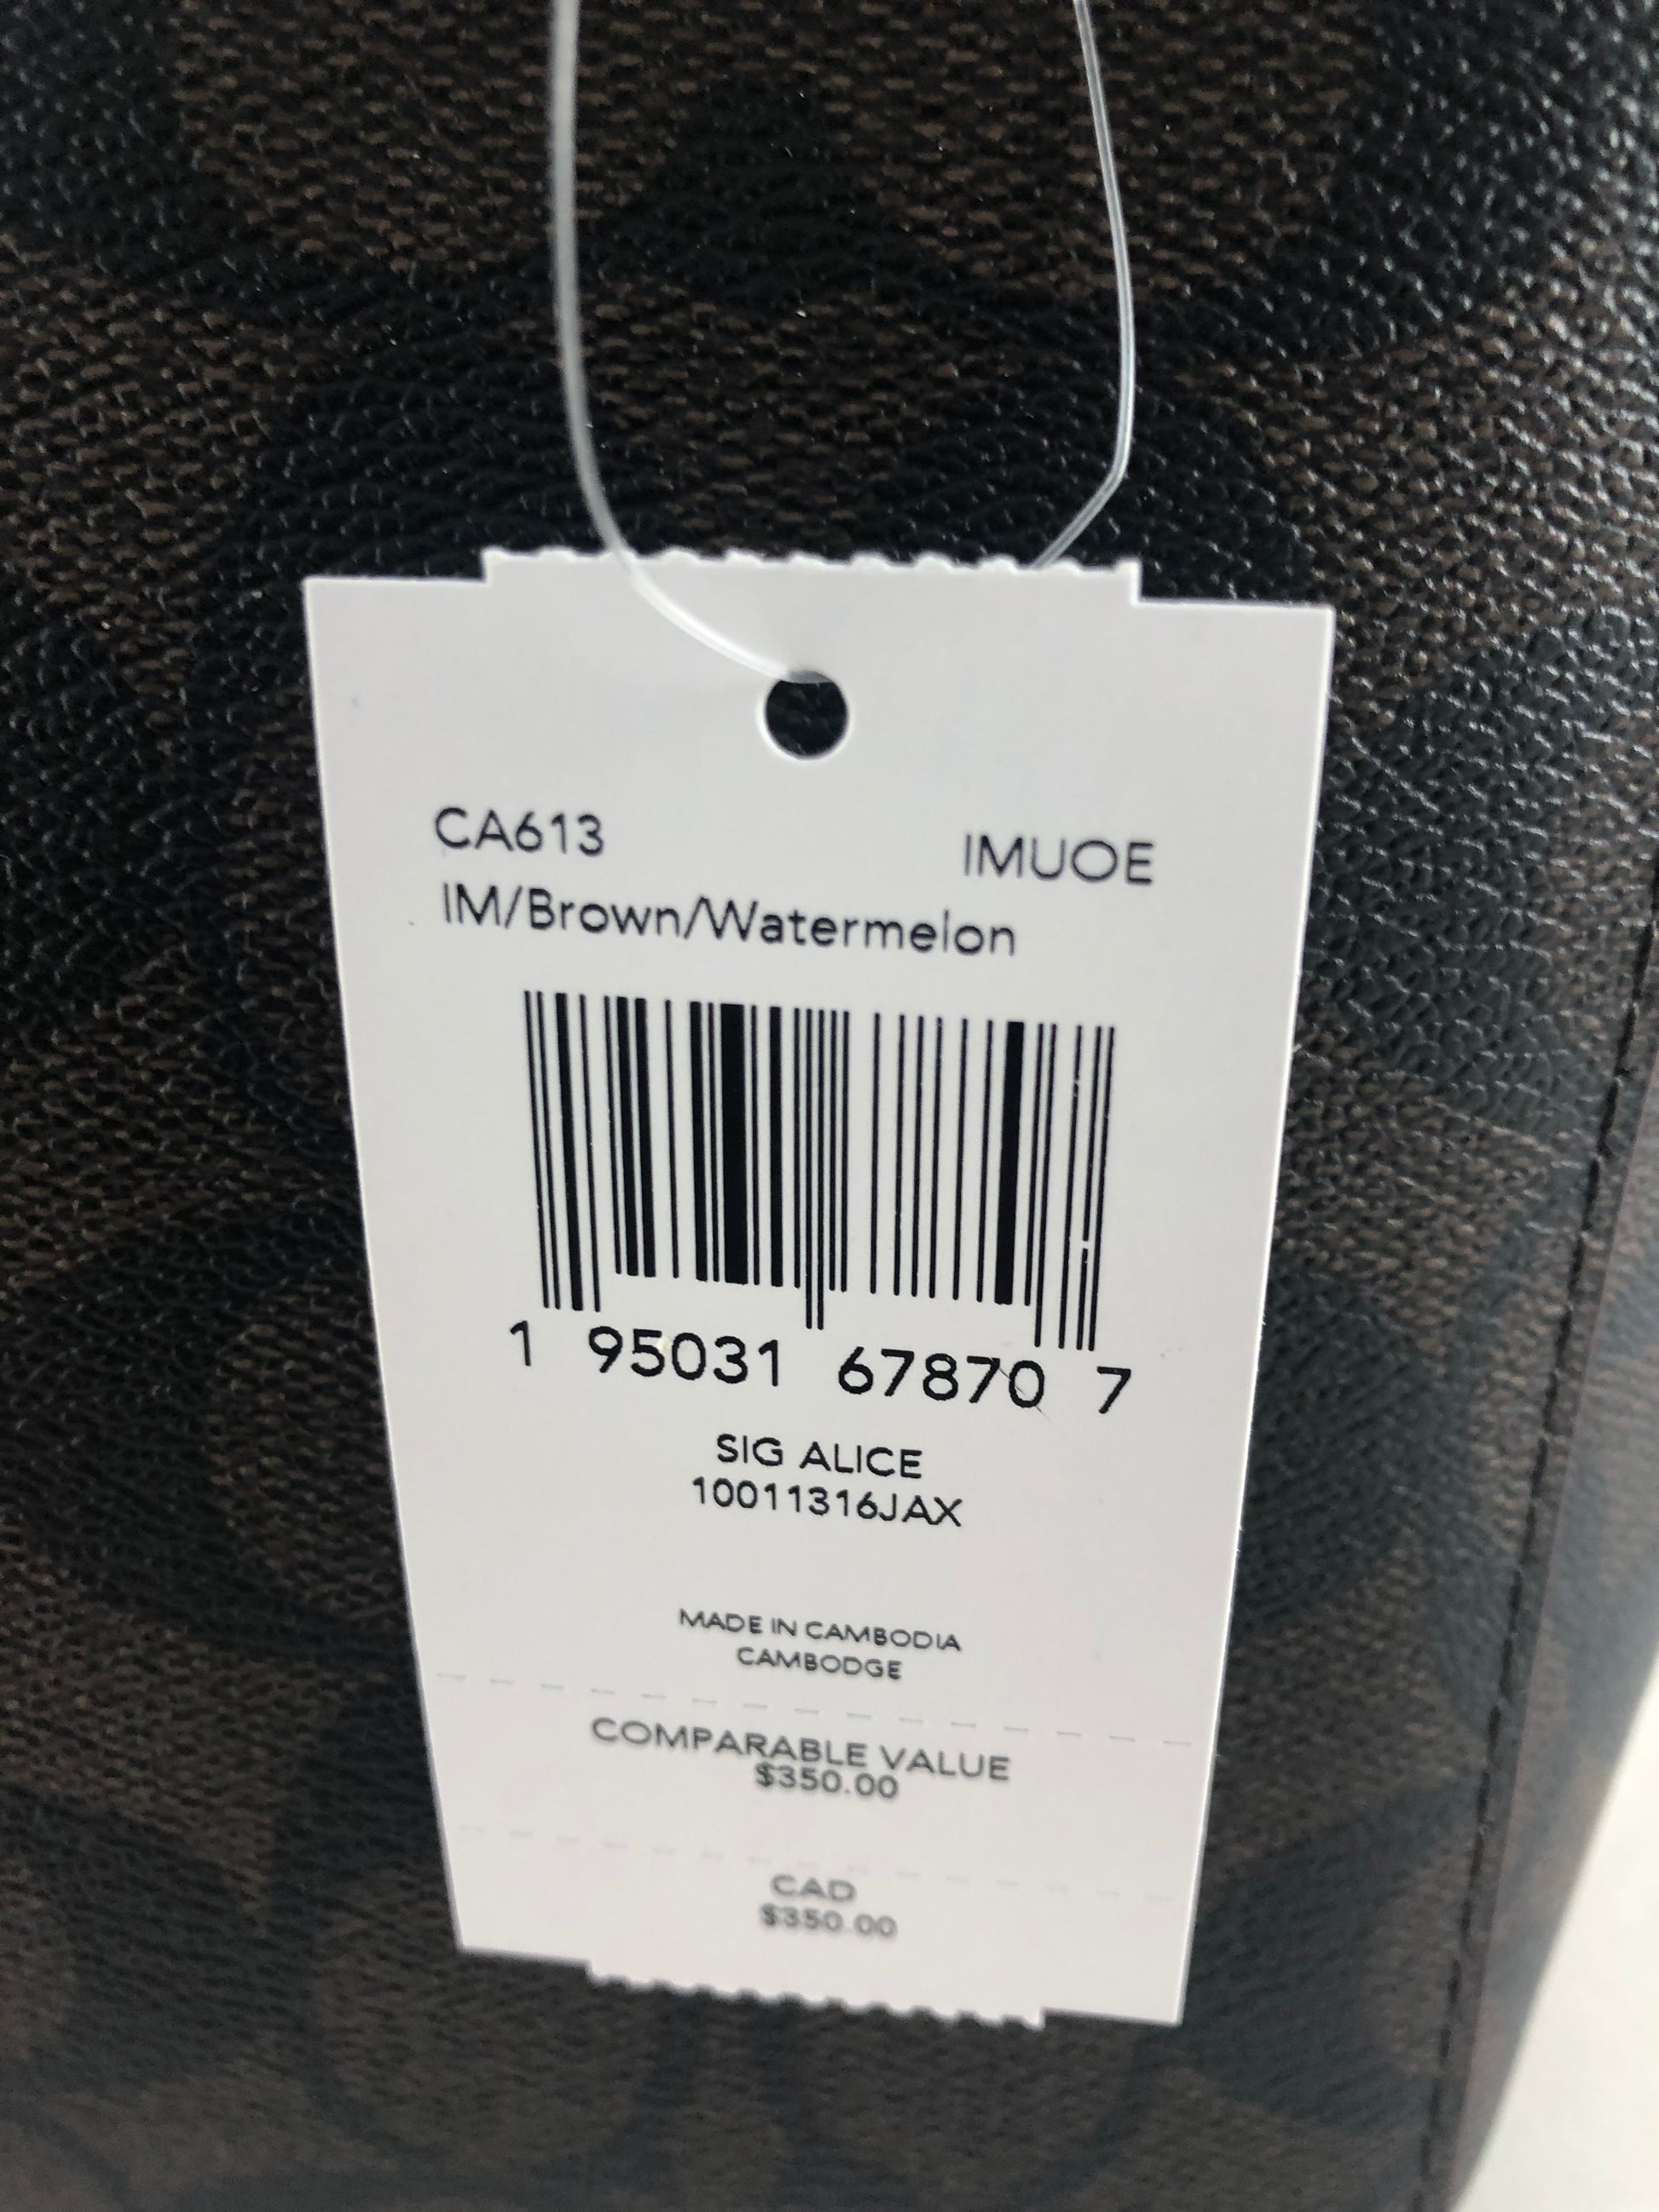 CA613 IMUOE
IM/Brown/Watermelon
1 95031 67870 7
SIG ALICE
10011316JAX
MADE IN CAMBODIA
CAMBODGE
COMPARABLE VALUE
$350.00
CAD
$350.00